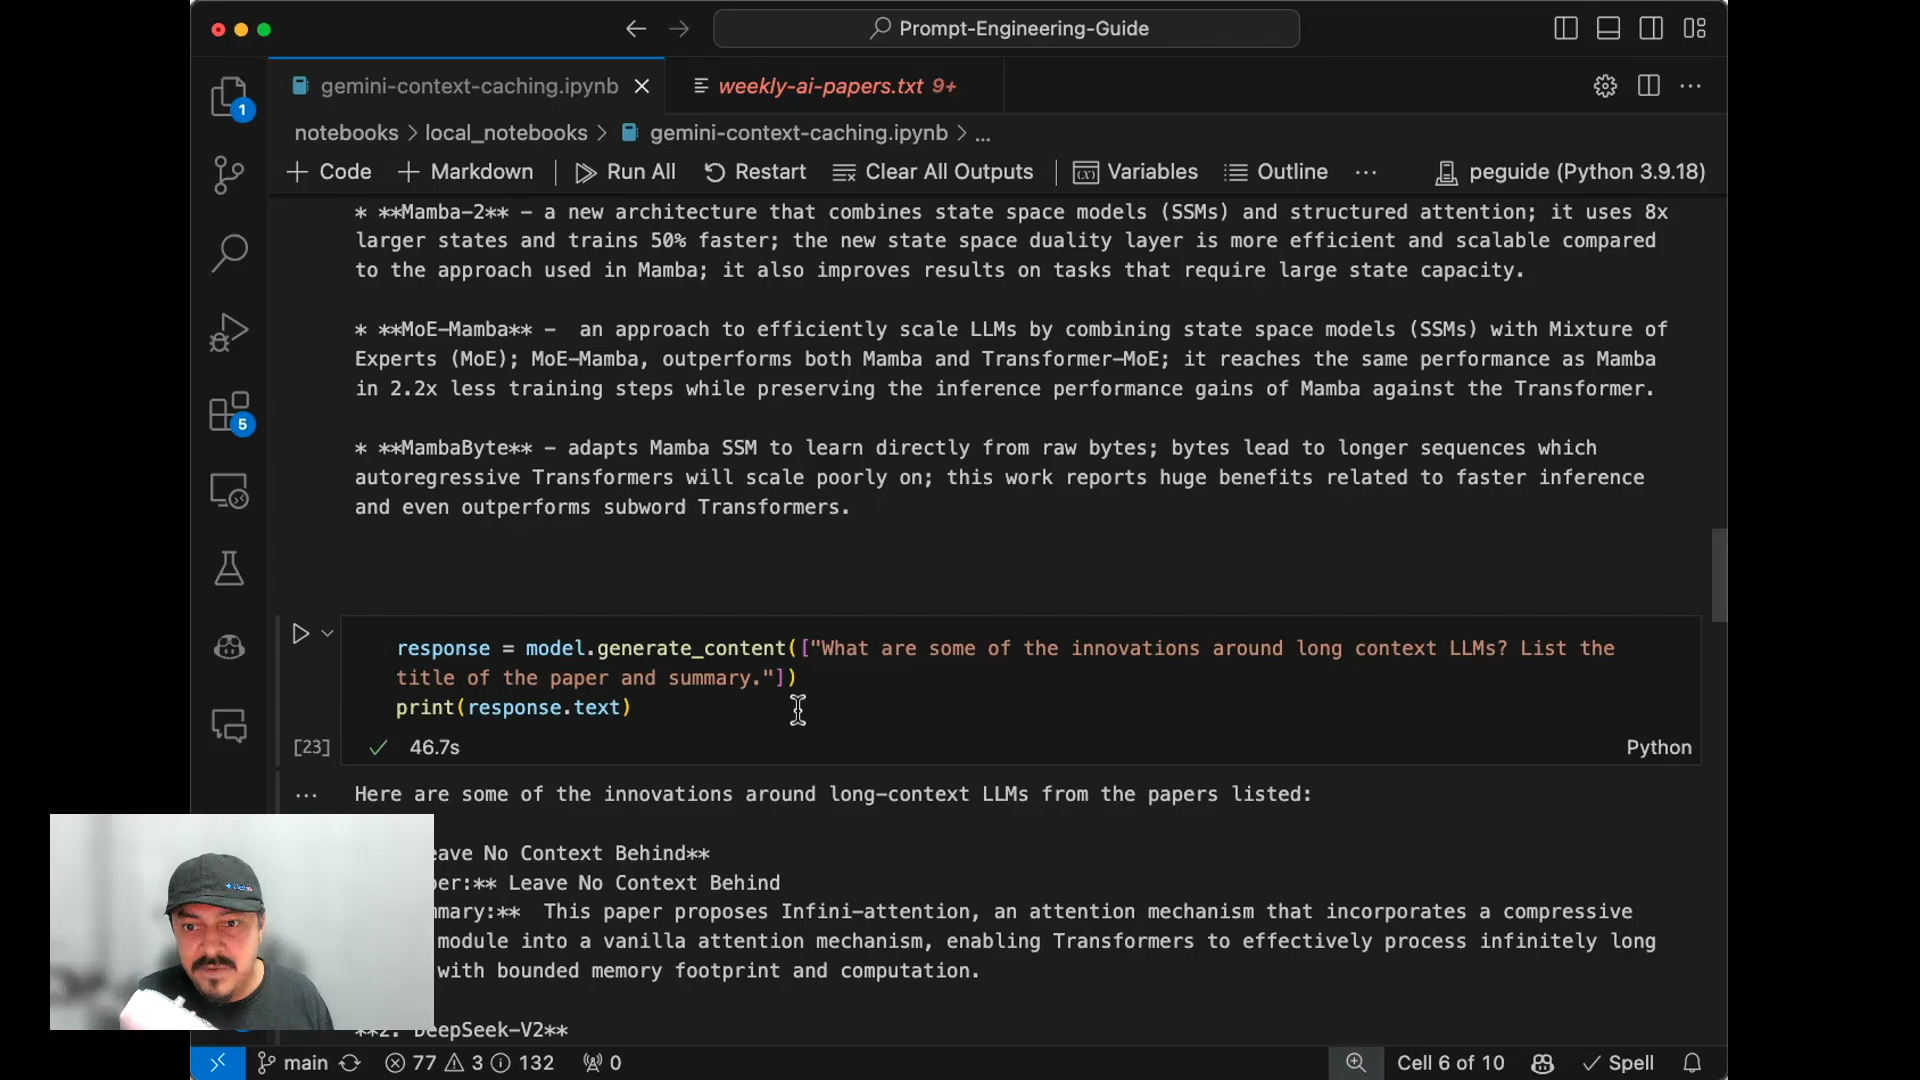 Prompt-Engineering-Guide
gemini-context-caching.ipynb
weekly-ai-papers.txt 9+
1
notebooks > local_notebooks > gemini-context-caching.ipynb > ...
+ Code + Markdown Run All Restart Clear All Outputs Variables Outline ... peguide (Python 3.9.18)
* **Mamba-2** - a new architecture that combines state space models (SSMs) and structured attention; it uses 8x
larger states and trains 50% faster; the new state space duality layer is more efficient and scalable compared
to the approach used in Mamba; it also improves results on tasks that require large state capacity.
* **MoE-Mamba** -  an approach to efficiently scale LLMs by combining state space models (SSMs) with Mixture of
Experts (MoE); MoE-Mamba, outperforms both Mamba and Transformer-MoE; it reaches the same performance as Mamba
in 2.2x less training steps while preserving the inference performance gains of Mamba against the Transformer.
5
* **MambaByte** - adapts Mamba SSM to learn directly from raw bytes; bytes lead to longer sequences which
autoregressive Transformers will scale poorly on; this work reports huge benefits related to faster inference
and even outperforms subword Transformers.
response = model.generate_content(["What are some of the innovations around long context LLMs? List the
title of the paper and summary."])
print(response.text)
[23] 46.7s Python
... Here are some of the innovations around long-context LLMs from the papers listed:
eave No Context Behind**
per:** Leave No Context Behind
mmary:**  This paper proposes Infini-attention, an attention mechanism that incorporates a compressive
module into a vanilla attention mechanism, enabling Transformers to effectively process infinitely long
with bounded memory footprint and computation.
**2. DeepSeek-V2**
main 77 3 132 0 Cell 6 of 10 Spell